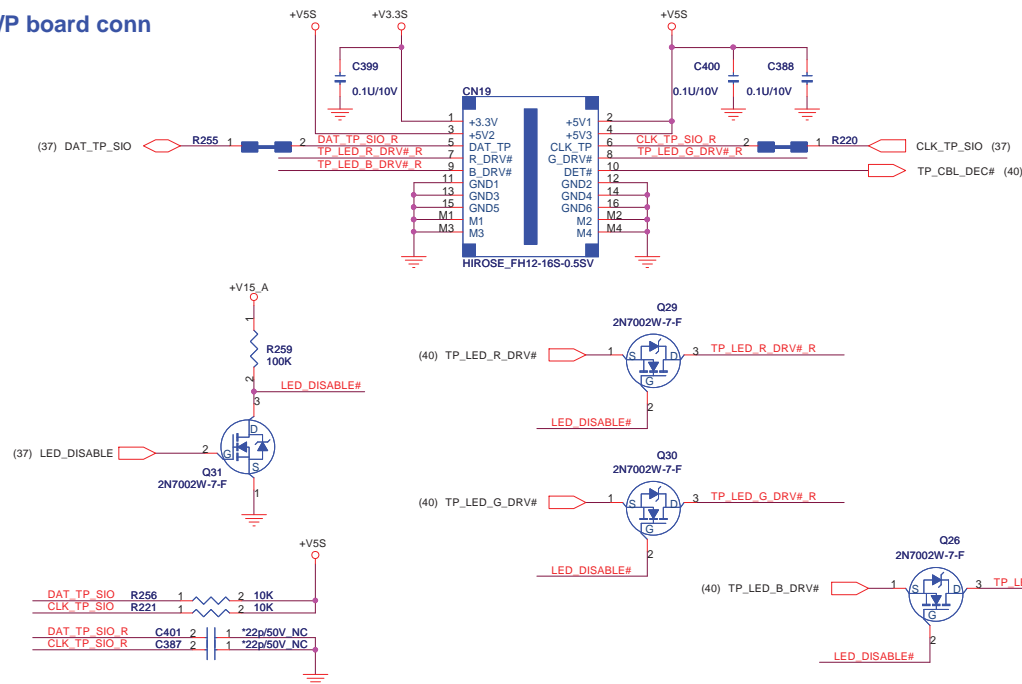 /P board conn
+V5S
+V3.3S
+V5S
C399
0.1U/10V
C400
0.1U/10V
C388
0.1U/10V
CN19
1 +3.3V +5V1 2
3 +5V2 +5V3 4
(37) DAT_TP_SIO R255 1 2 DAT_TP_SIO_R 5 DAT_TP CLK_TP 6 CLK_TP_SIO_R 2 1 R220 CLK_TP_SIO (37)
TP_LED_R_DRV#_R 7 R_DRV# G_DRV# 8 TP_LED_G_DRV#_R
TP_LED_B_DRV#_R 9 B_DRV# DET# 10 TP_CBL_DEC# (40)
11 GND1 GND2 12
13 GND3 GND4 14
15 GND5 GND6 16
M1 M1 M2 M2
M3 M3 M4 M4
HIROSE_FH12-16S-0.5SV
+V15_A
1
R259
100K
2
LED_DISABLE#
3
D
(37) LED_DISABLE 2 G
S
Q31
2N7002W-7-F
1
Q29
2N7002W-7-F
(40) TP_LED_R_DRV# 1 S D 3 TP_LED_R_DRV#_R
G
2
LED_DISABLE#
Q30
2N7002W-7-F
(40) TP_LED_G_DRV# 1 S D 3 TP_LED_G_DRV#_R
G
2
LED_DISABLE#
Q26
2N7002W-7-F
(40) TP_LED_B_DRV# 1 S D 3 TP_L
G
2
LED_DISABLE#
+V5S
DAT_TP_SIO R256 1 2 10K
CLK_TP_SIO R221 1 2 10K
DAT_TP_SIO_R C401 2 1 *22p/50V_NC
CLK_TP_SIO_R C387 2 1 *22p/50V_NC